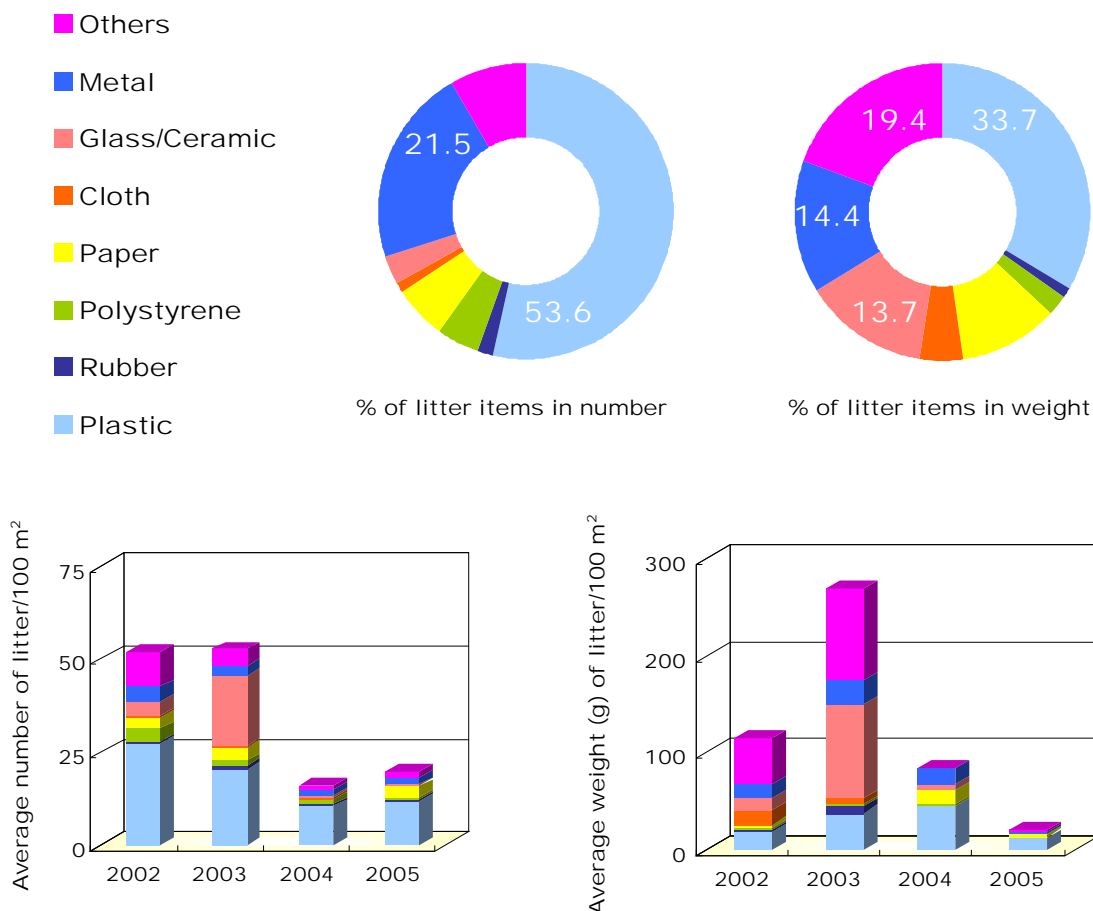 Others
Metal
Glass/Ceramic
Cloth
Paper
Polystyrene
Rubber
Plastic
21.5
53.6
% of litter items in number
19.4
33.7
14.4
13.7
% of litter items in weight
Average number of litter/100 m²
75
50
25
0
2002 2003 2004 2005
Average weight (g) of litter/100 m²
300
200
100
0
2002 2003 2004 2005